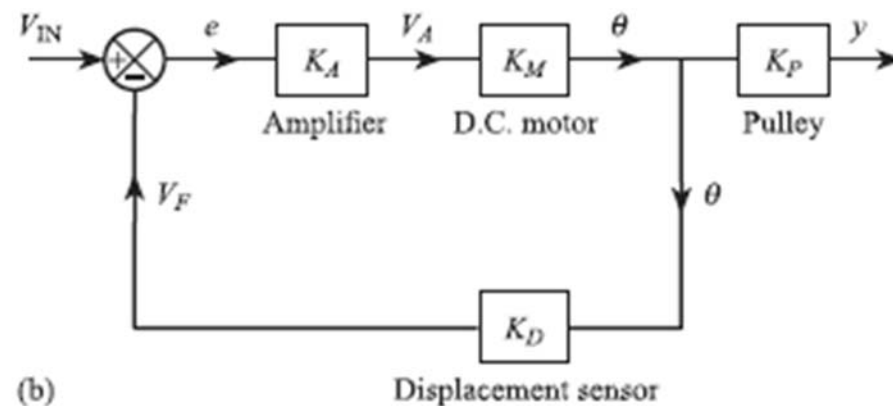 V_IN e V_A θ y
+ K_A K_M K_P
−
Amplifier D.C. motor Pulley
V_F θ
K_D
(b) Displacement sensor